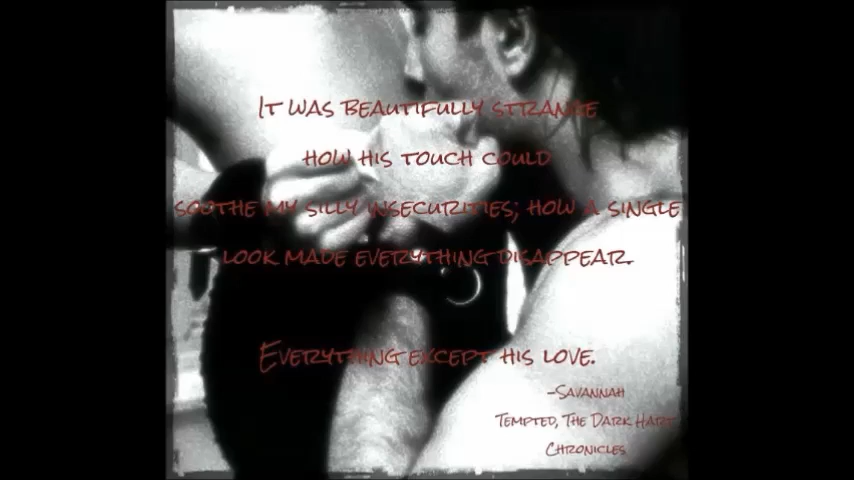 It was beautifully strange
how his touch could
soothe my silly insecurities; how a single
look made everything disappear.
Everything except his love.
-Savannah
Tempted, The Dark Hart
Chronicles